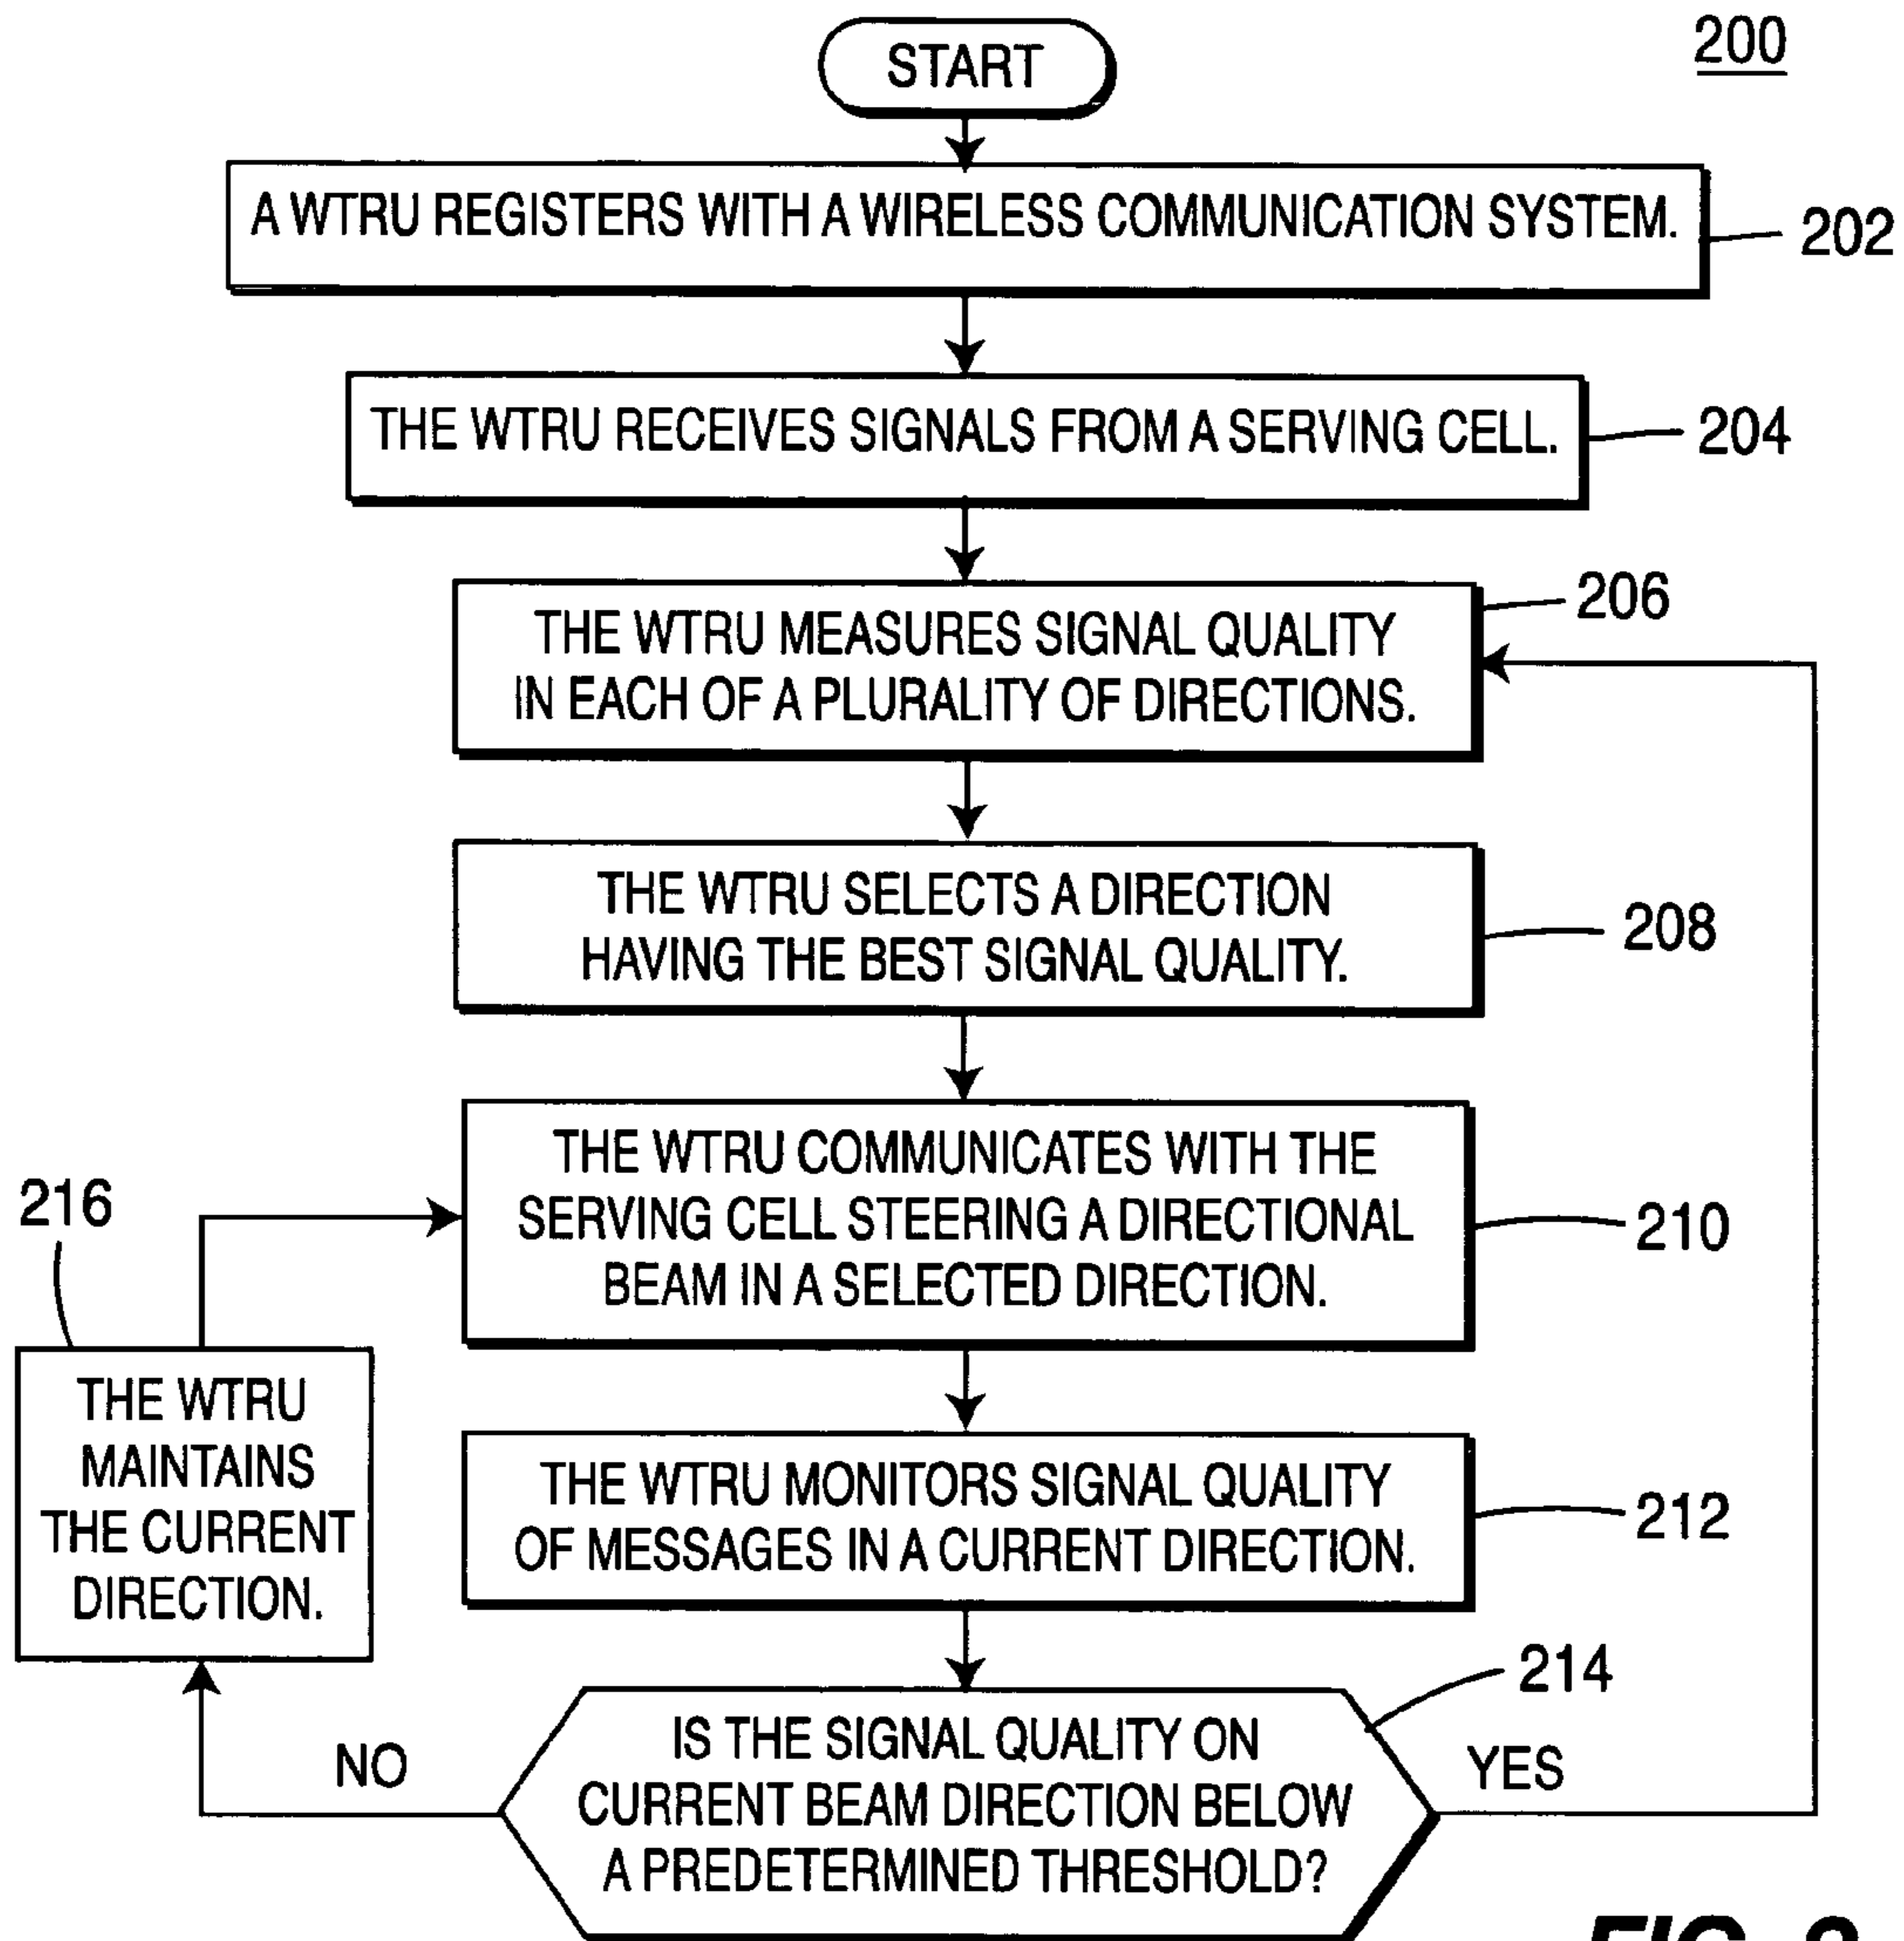 200
START
A WTRU REGISTERS WITH A WIRELESS COMMUNICATION SYSTEM.
202
THE WTRU RECEIVES SIGNALS FROM A SERVING CELL.
204
206
THE WTRU MEASURES SIGNAL QUALITY
IN EACH OF A PLURALITY OF DIRECTIONS.
THE WTRU SELECTS A DIRECTION
HAVING THE BEST SIGNAL QUALITY.
208
THE WTRU COMMUNICATES WITH THE
SERVING CELL STEERING A DIRECTIONAL
BEAM IN A SELECTED DIRECTION.
210
216
THE WTRU
MAINTAINS
THE CURRENT
DIRECTION.
THE WTRU MONITORS SIGNAL QUALITY
OF MESSAGES IN A CURRENT DIRECTION.
212
214
IS THE SIGNAL QUALITY ON
CURRENT BEAM DIRECTION BELOW
A PREDETERMINED THRESHOLD?
NO
YES
FIG.